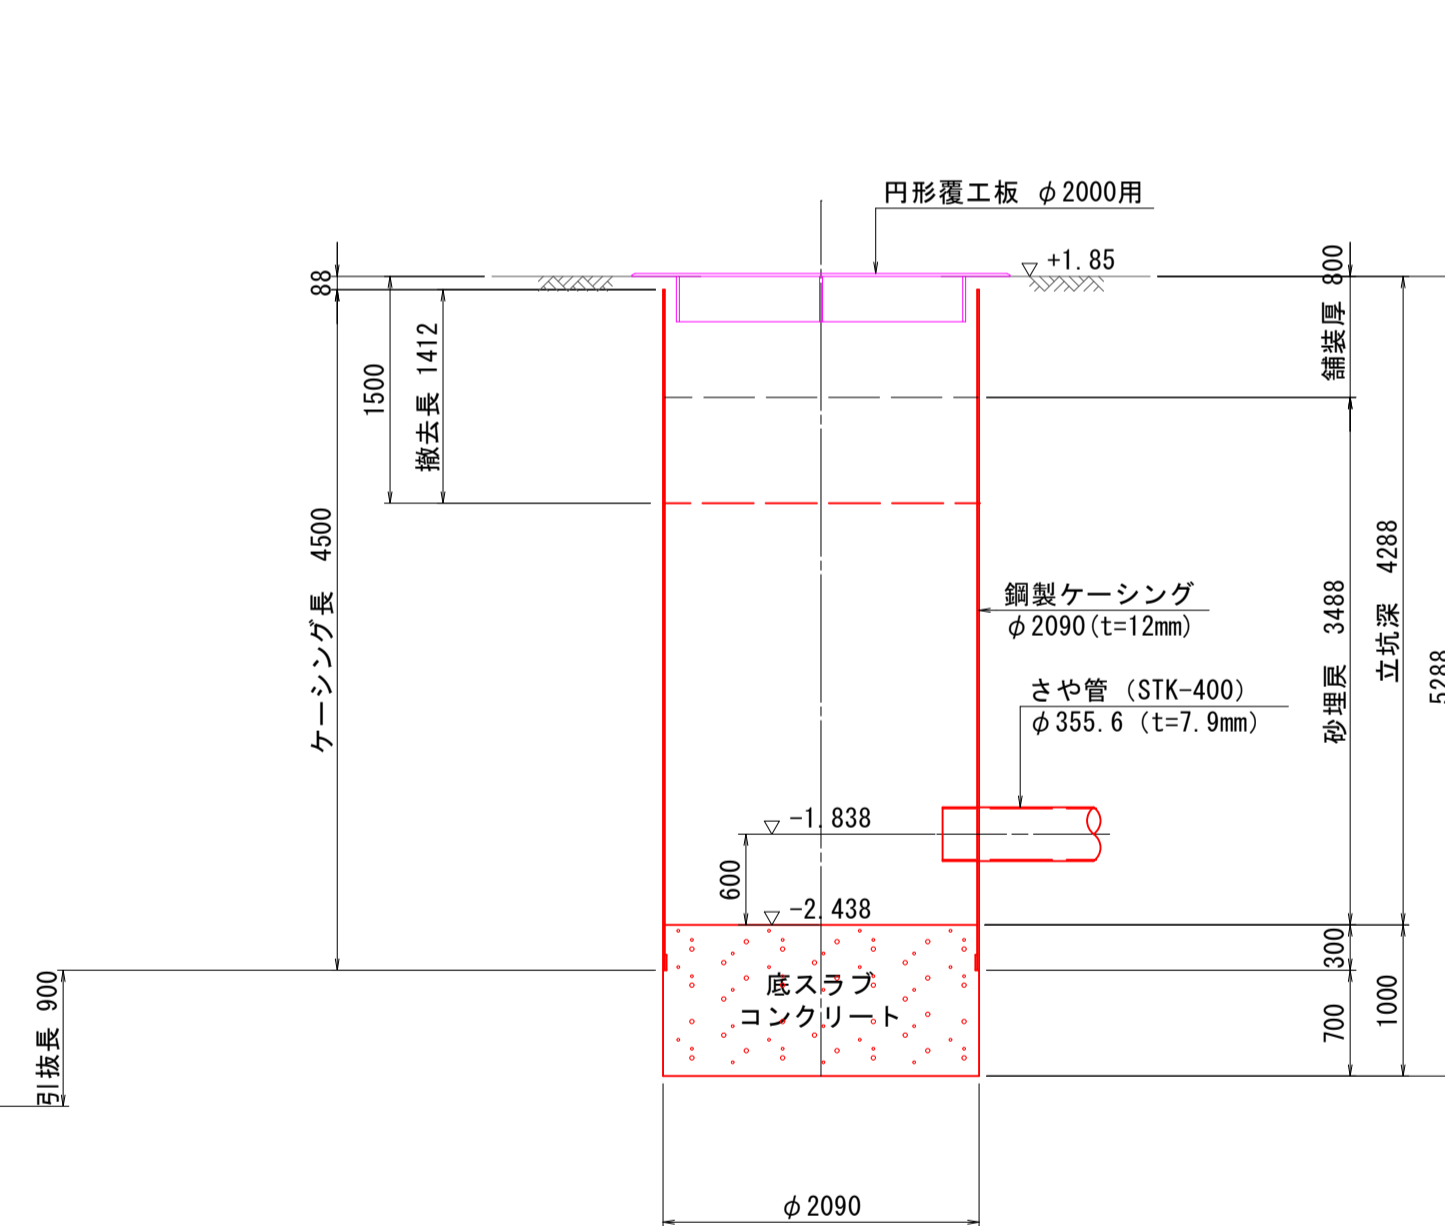 円形覆工板 φ2000用
+1.85
88
舗装厚 800
1500
撤去長 1412
ケーシング長 4500
鋼製ケーシング
φ2090(t=12mm)
砂埋戻 3488
立坑深 4288
5288
さや管 (STK-400)
φ355.6 (t=7.9mm)
-1.838
600
-2.438
300
700
1000
引抜長 900
底スラブ
コンクリート
φ2090